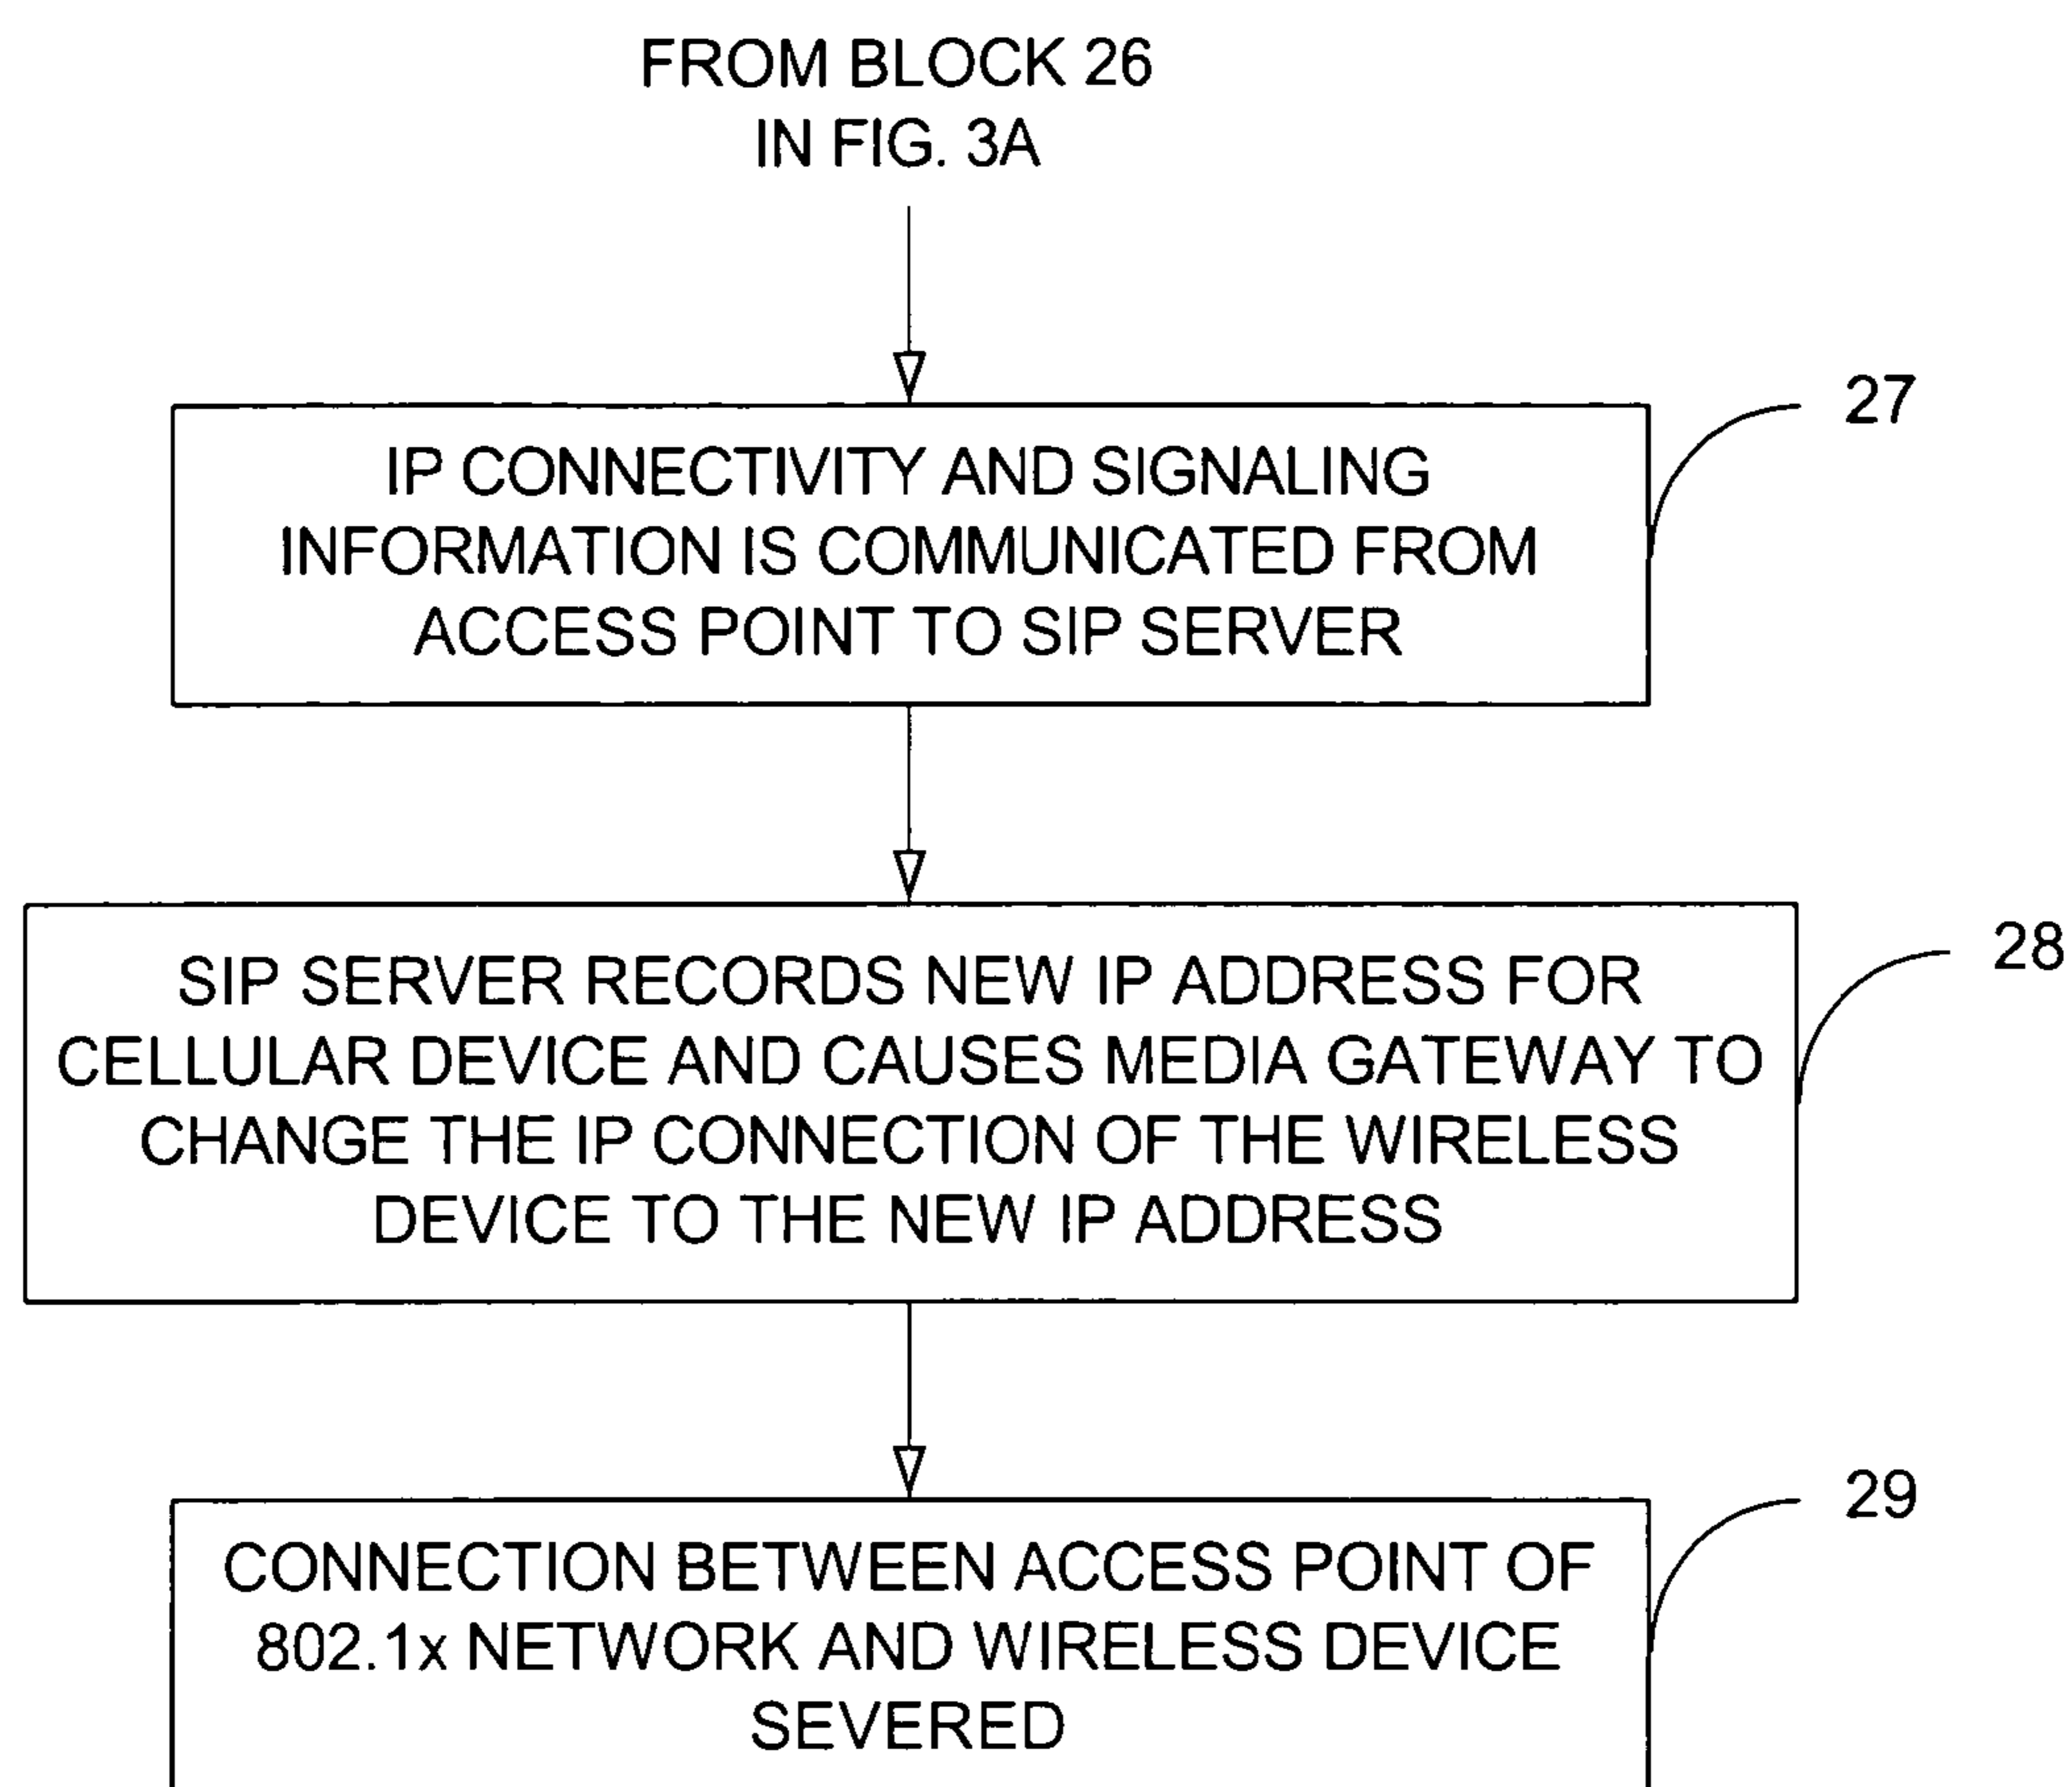 FROM BLOCK 26
IN FIG. 3A
27
IP CONNECTIVITY AND SIGNALING
INFORMATION IS COMMUNICATED FROM
ACCESS POINT TO SIP SERVER
28
SIP SERVER RECORDS NEW IP ADDRESS FOR
CELLULAR DEVICE AND CAUSES MEDIA GATEWAY TO
CHANGE THE IP CONNECTION OF THE WIRELESS
DEVICE TO THE NEW IP ADDRESS
29
CONNECTION BETWEEN ACCESS POINT OF
802.1x NETWORK AND WIRELESS DEVICE
SEVERED